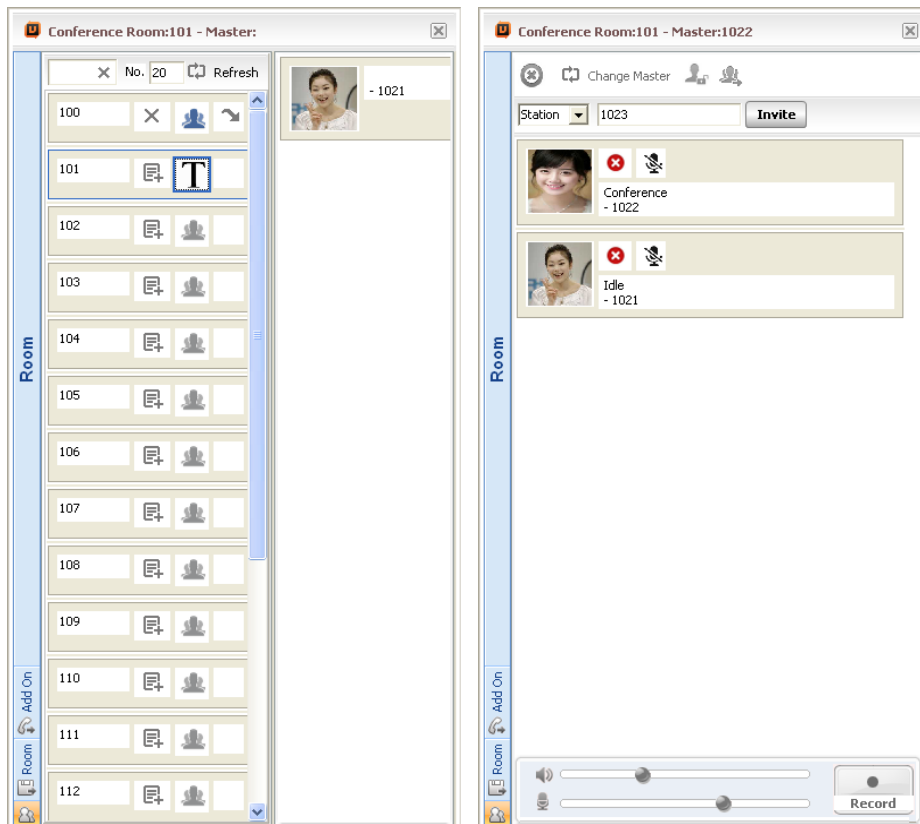 Conference Room:101 - Master:
No. 20 Refresh
100
101
T
102
103
104
105
106
107
108
109
110
111
112
- 1021
Room
Add On
Room
Conference Room:101 - Master:1022
Change Master
Station 1023 Invite
Conference
- 1022
Idle
- 1021
Room
Add On
Room
Record